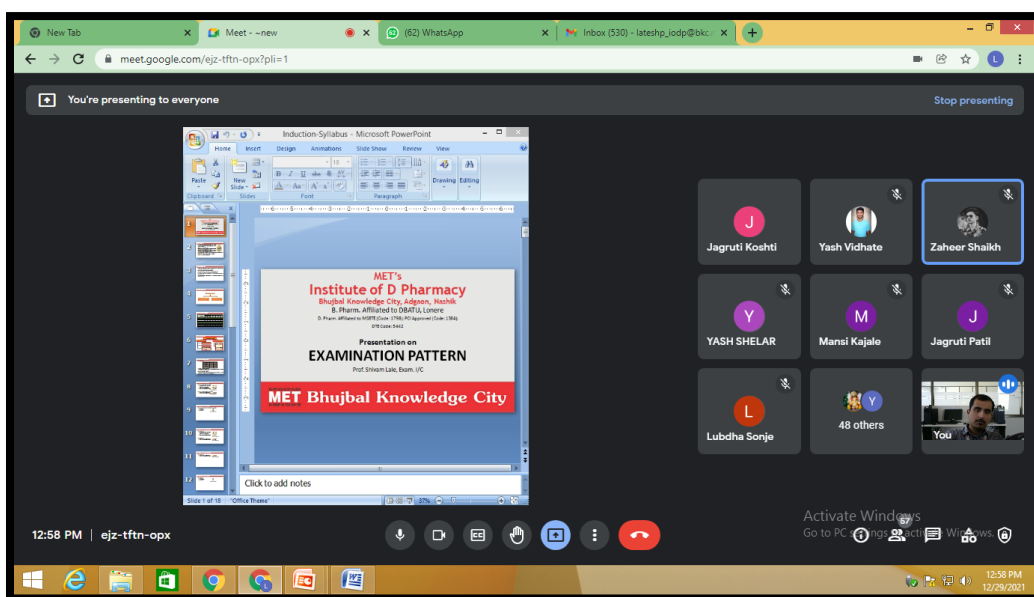 New Tab
Meet - ~new
(62) WhatsApp
Inbox (530) - lateshp_iodp@bkc.
meet.google.com/ejz-tftn-opx?pli=1
L
You're presenting to everyone
Stop presenting
Induction-Syllabus - Microsoft PowerPoint
Home Insert Design Animations Slide Show Review View
Paste
New Slide
Drawing Editing
Clipboard Slides Font Paragraph
MET's
Institute of D Pharmacy
Bhujbal Knowledge City, Adgaon, Nashik
B. Pharm. Affiliated to DBATU, Lonere
Presentation on
EXAMINATION PATTERN
Prof. Shivam Lale, Exam. I/C
MET Bhujbal Knowledge City
Click to add notes
Slide 1 of 18 "Office Theme" 37%
J
Jagruti Koshti
Yash Vidhate
Zaheer Shaikh
Y
YASH SHELAR
M
Mansi Kajale
J
Jagruti Patil
L
Lubdha Sonje
Y
48 others
You
Activate Windows
Go to PC settings to activate Windows.
12:58 PM | ejz-tftn-opx
57
12:58 PM
12/29/2021